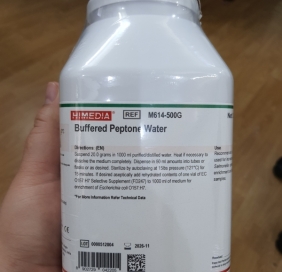 HIMEDIA REF M614-500G
Buffered Peptone Water
Directions: (EN)
Suspend 20.0 grams in 1000 ml purified/distilled water. Heat if necessary to
dissolve the medium completely. Dispense in 90 ml amounts into tubes or
flasks or as desired. Sterilize by autoclaving at 15lbs pressure (121°C) for
15 minutes. If desired aseptically add rehydrated contents of one vial of
Selective Supplement to 1000 ml of medium for
enrichment of Escherichia coli O157:H7.
*For More Information Refer Technical Data
LOT 2025-11